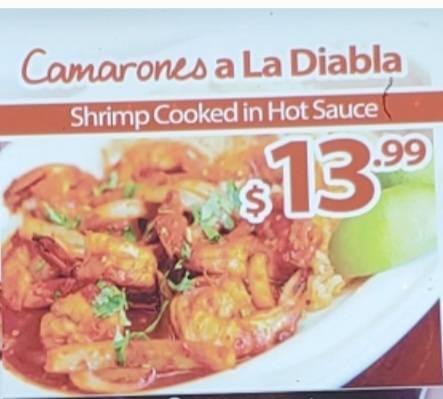 Camarones a La Diabla
Shrimp Cooked in Hot Sauce
$13.99